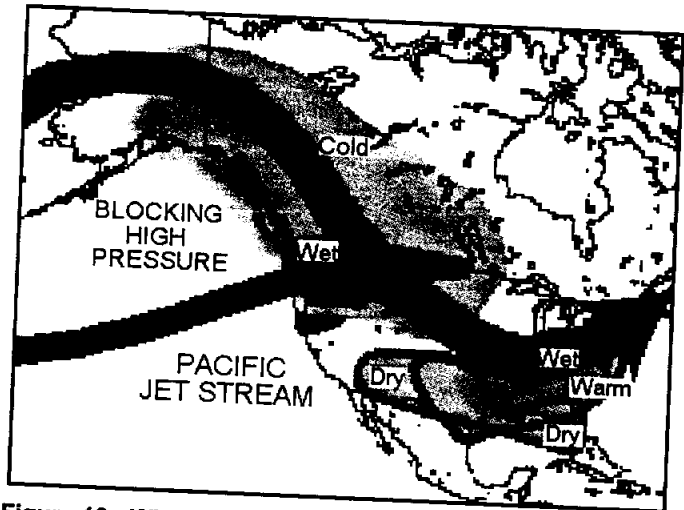 Cold
BLOCKING
HIGH
PRESSURE
Wet
PACIFIC
JET STREAM
Dry
Wet
Warm
Dry